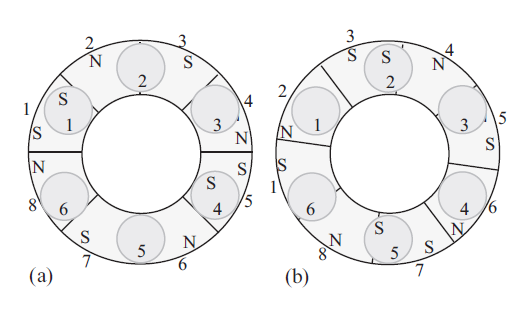 2 3
N S
S 2
1 1 3 4
S N
N S S
8 6 4 5
S 5 N
7 6
(a)
3 4
S S N
2 2
1 3 5
N S
S
1 6 4 6
N S N
8 5 S
7
(b)